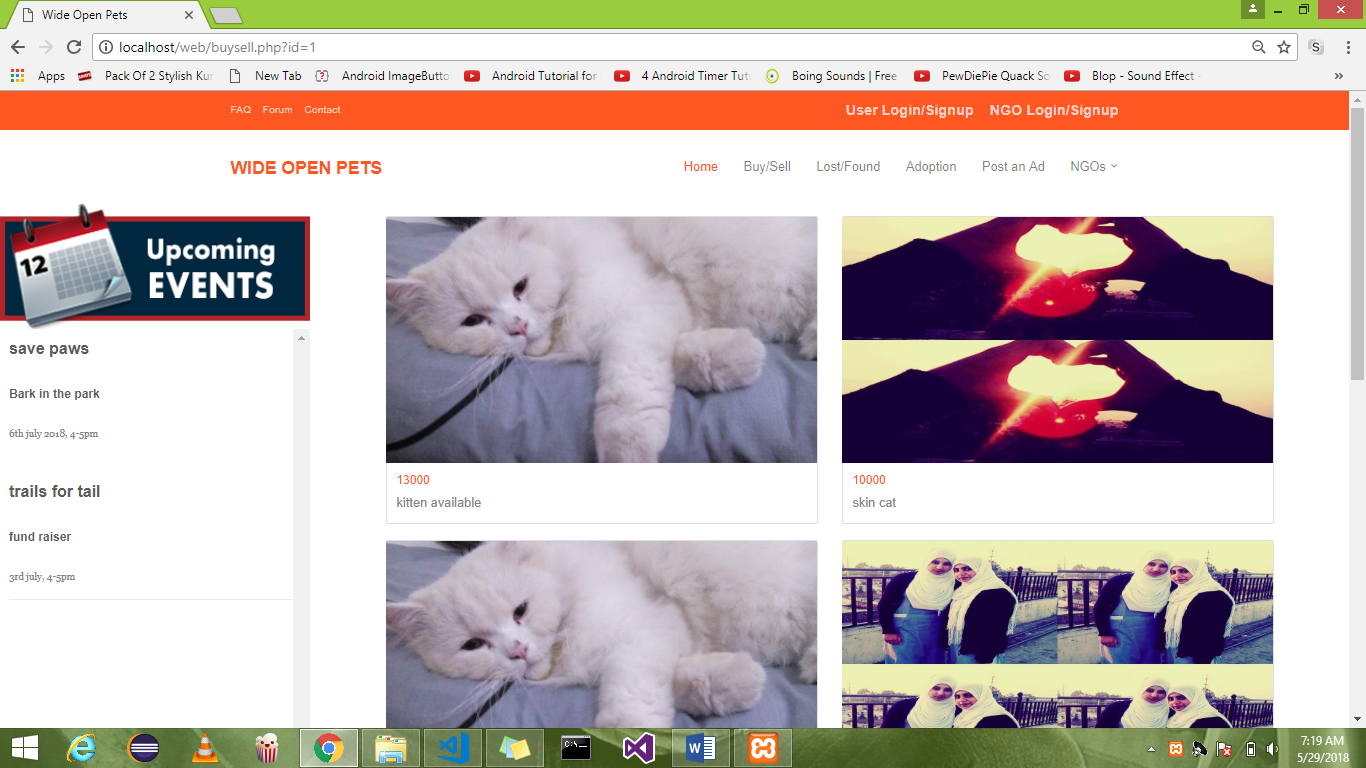 Wide Open Pets
localhost/web/buysell.php?id=1
Apps
Pack Of 2 Stylish Kur
New Tab
Android ImageButto
Android Tutorial for
4 Android Timer Tut
Boing Sounds | Free
PewDiePie Quack So
Blop - Sound Effect -
»
FAQ Forum Contact
User Login/Signup NGO Login/Signup
WIDE OPEN PETS
Home Buy/Sell Lost/Found Adoption Post an Ad NGOs
12
Upcoming
EVENTS
save paws
Bark in the park
6th july 2018, 4-5pm
trails for tail
fund raiser
3rd july, 4-5pm
13000
kitten available
10000
skin cat
7:19 AM
5/29/2018